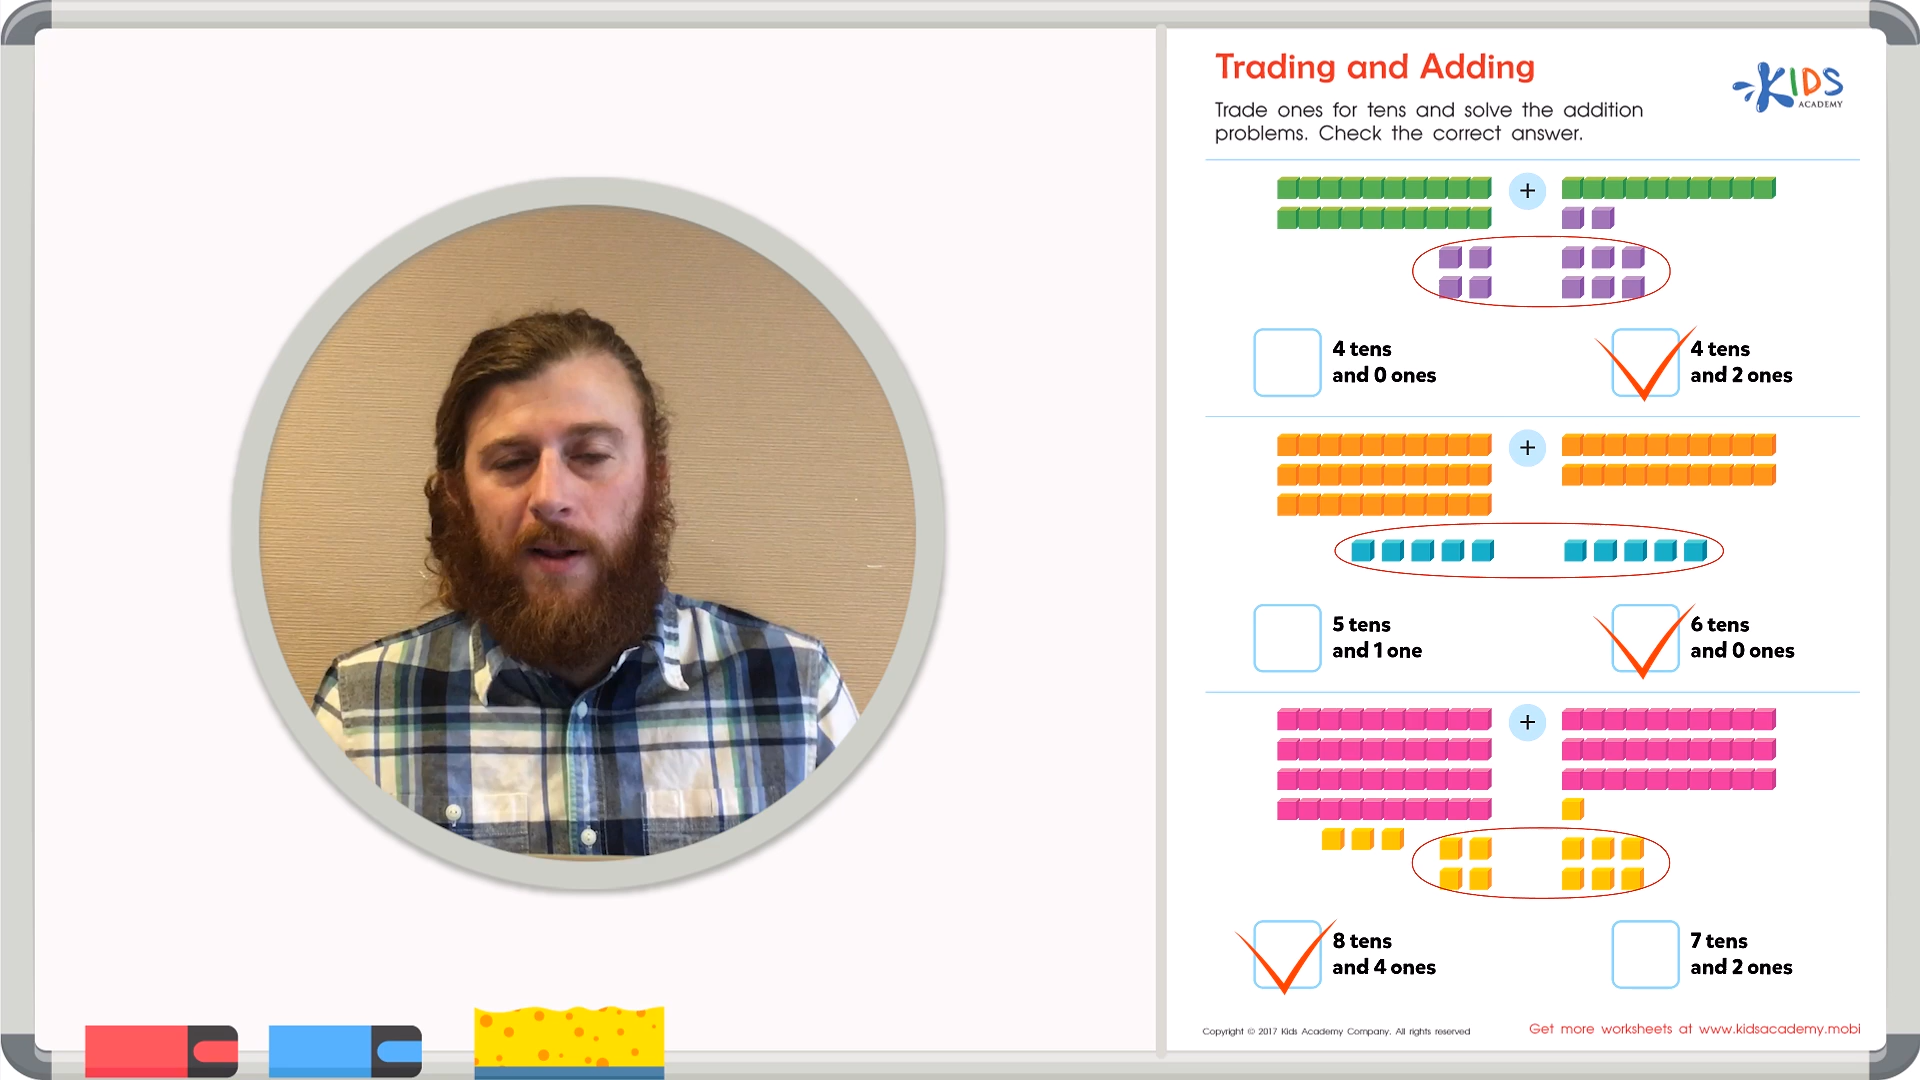 Trading and Adding
KIDS
ACADEMY
Trade ones for tens and solve the addition
problems. Check the correct answer.
+
4 tens
and 0 ones
4 tens
and 2 ones
+
5 tens
and 1 one
6 tens
and 0 ones
+
8 tens
and 4 ones
7 tens
and 2 ones
Copyright © 2017 Kids Academy Company. All rights reserved
Get more worksheets at www.kidsacademy.mobi